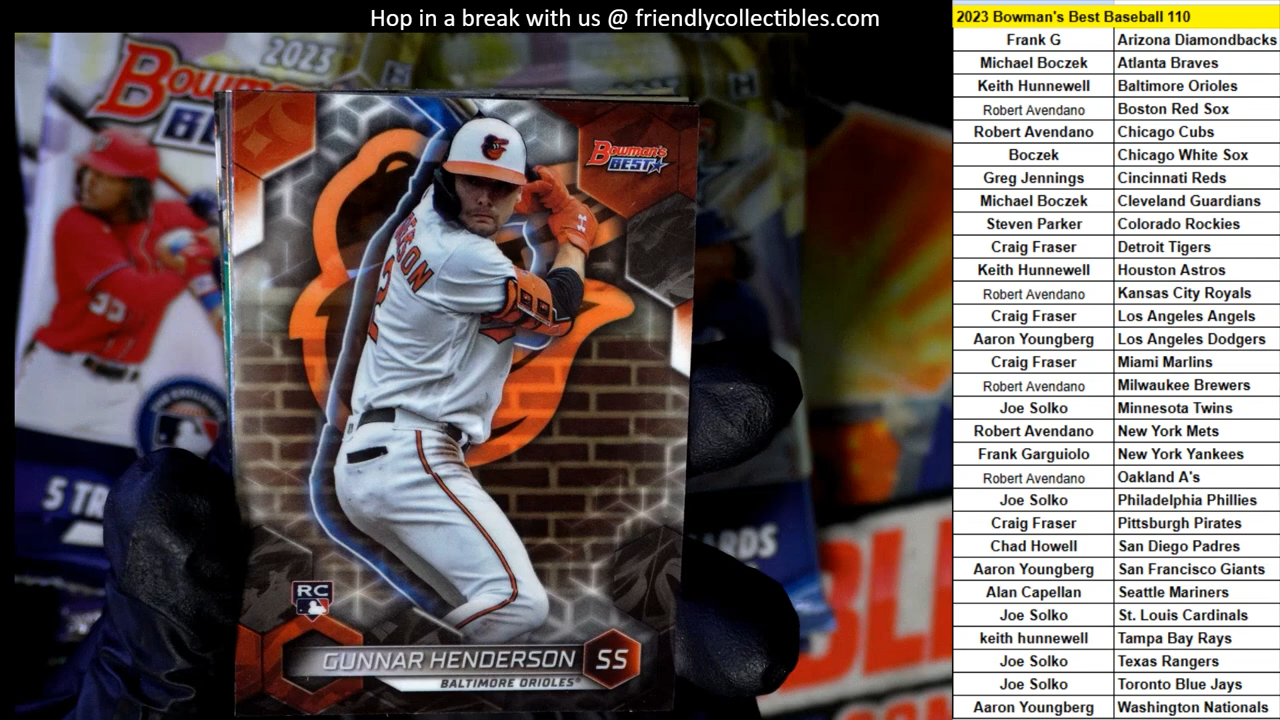 Hop in a break with us @ friendlycollectibles.com
2023 Bowman's Best Baseball 110
Frank G Arizona Diamondbacks
Michael Boczek Atlanta Braves
Keith Hunnewell Baltimore Orioles
Robert Avendano Boston Red Sox
Robert Avendano Chicago Cubs
Boczek Chicago White Sox
Greg Jennings Cincinnati Reds
Michael Boczek Cleveland Guardians
Steven Parker Colorado Rockies
Craig Fraser Detroit Tigers
Keith Hunnewell Houston Astros
Robert Avendano Kansas City Royals
Craig Fraser Los Angeles Angels
Aaron Youngberg Los Angeles Dodgers
Craig Fraser Miami Marlins
Robert Avendano Milwaukee Brewers
Joe Solko Minnesota Twins
Robert Avendano New York Mets
Frank Garguiolo New York Yankees
Robert Avendano Oakland A's
Joe Solko Philadelphia Phillies
Craig Fraser Pittsburgh Pirates
Chad Howell San Diego Padres
Aaron Youngberg San Francisco Giants
Alan Capellan Seattle Mariners
Joe Solko St. Louis Cardinals
keith hunnewell Tampa Bay Rays
Joe Solko Texas Rangers
Joe Solko Toronto Blue Jays
Aaron Youngberg Washington Nationals
2023
BOWMAN'S
BEST
2
RC
GUNNAR HENDERSON SS
BALTIMORE ORIOLES
33
5 TR
ARDS
BLE